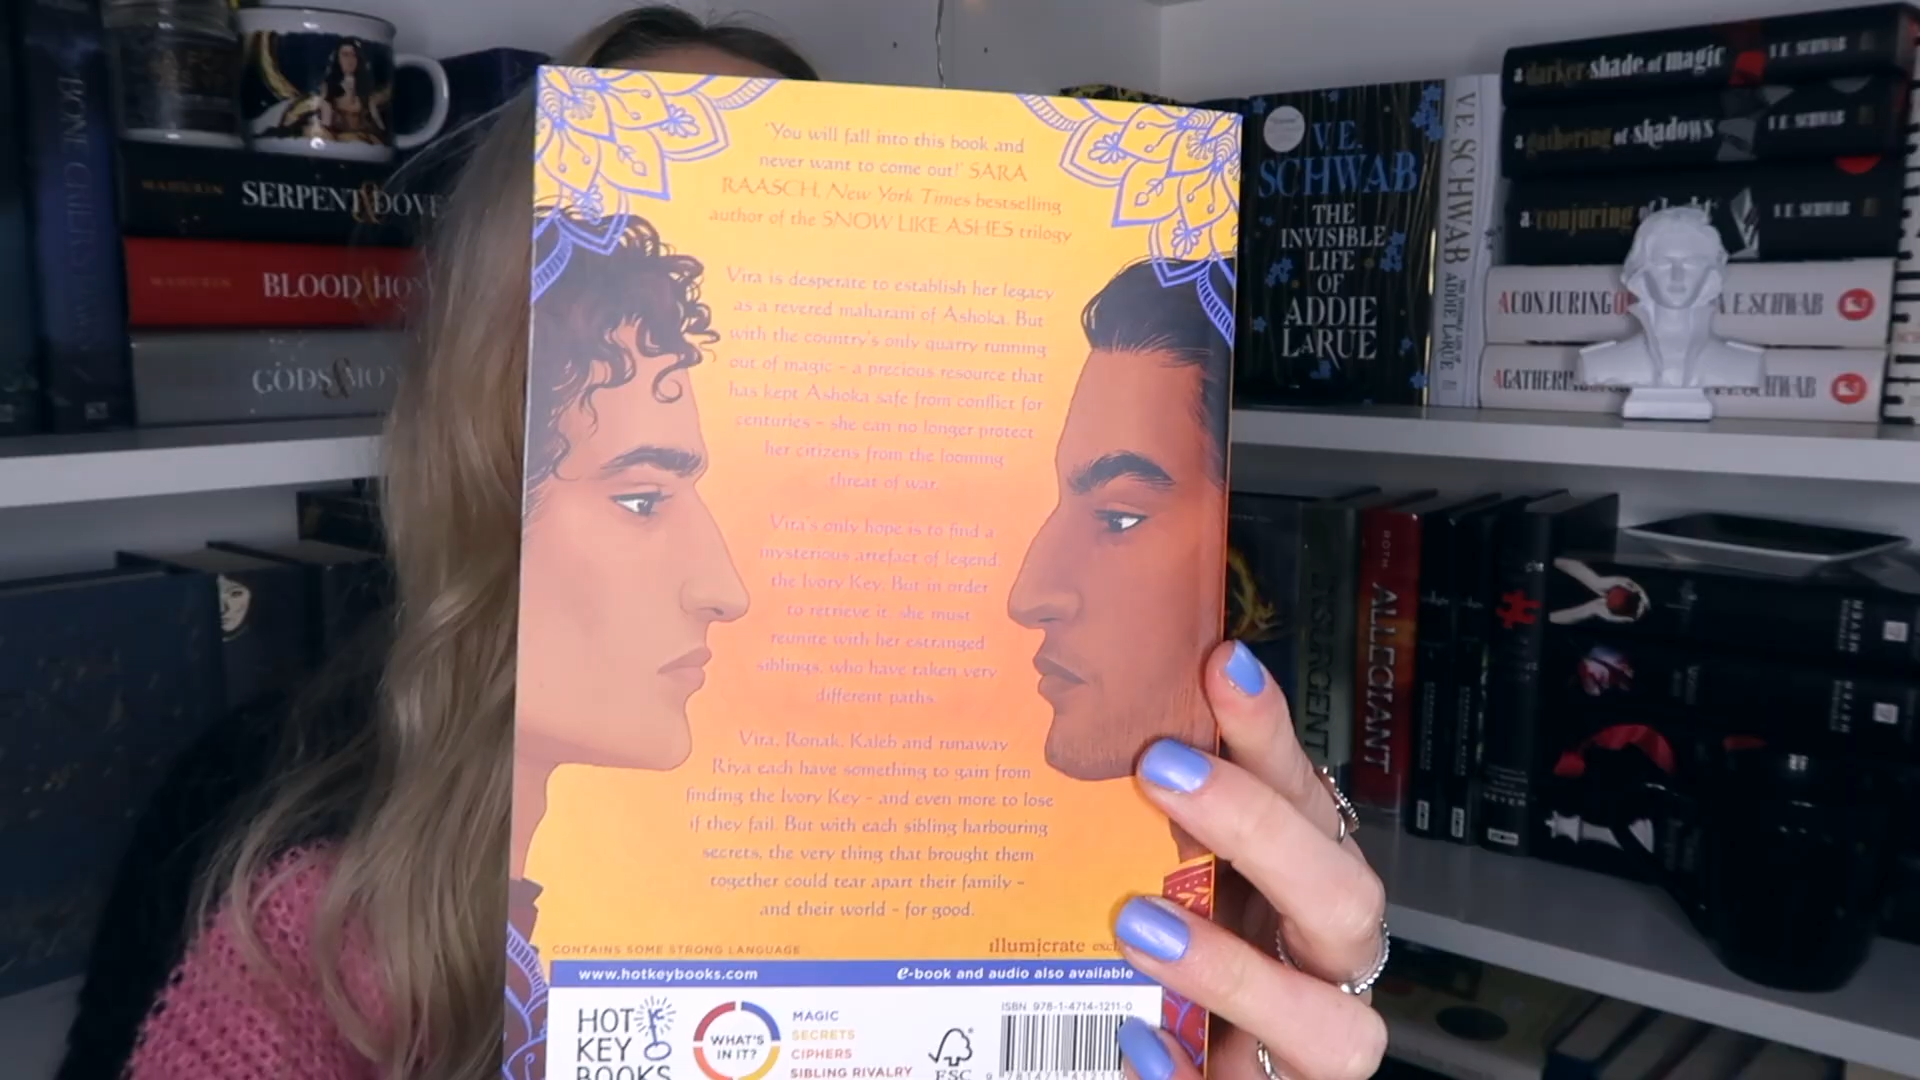 BONE CRIER'S
SERPENT & DOVE
BLOOD & HON
GODS & MO
'You will fall into this book and
never want to come out!' SARA
RAASCH, New York Times bestselling
author of the SNOW LIKE ASHES trilogy
Vira is desperate to establish her legacy
as a revered maharani of Ashoka. But
with the country's only quarry running
out of magic – a precious resource that
has kept Ashoka safe from conflict for
centuries – she can no longer protect
her citizens from the looming
threat of war.
Vira's only hope is to find a
mysterious artefact of legend,
the Ivory Key. But in order
to retrieve it, she must
reunite with her estranged
siblings, who have taken very
different paths.
Vira, Ronak, Kaleb and runaway
Riya each have something to gain from
finding the Ivory Key – and even more to lose
if they fail. But with each sibling harbouring
secrets, the very thing that brought them
together could tear apart their family –
and their world – for good.
CONTAINS SOME STRONG LANGUAGE
illumicrate
www.hotkeybooks.com
e-book and audio also available
HOT
KEY
BOOKS
WHAT'S
IN IT?
MAGIC
SECRETS
CIPHERS
SIBLING RIVALRY
FSC
ISBN 978-1-4714-1211-0
V.E.
SCHWAB
THE
INVISIBLE
LIFE
OF
ADDIE
LARUE
V.E. SCHWAB
a darker shade of magic V E SCHWAB
a gathering of shadows V E SCHWAB
a conjuring of V E SCHWAB
A CONJURING O V.E. SCHWAB
A GATHERI SCHWAB
INSURGENT
ROTH ALLEGIANT
MEYER